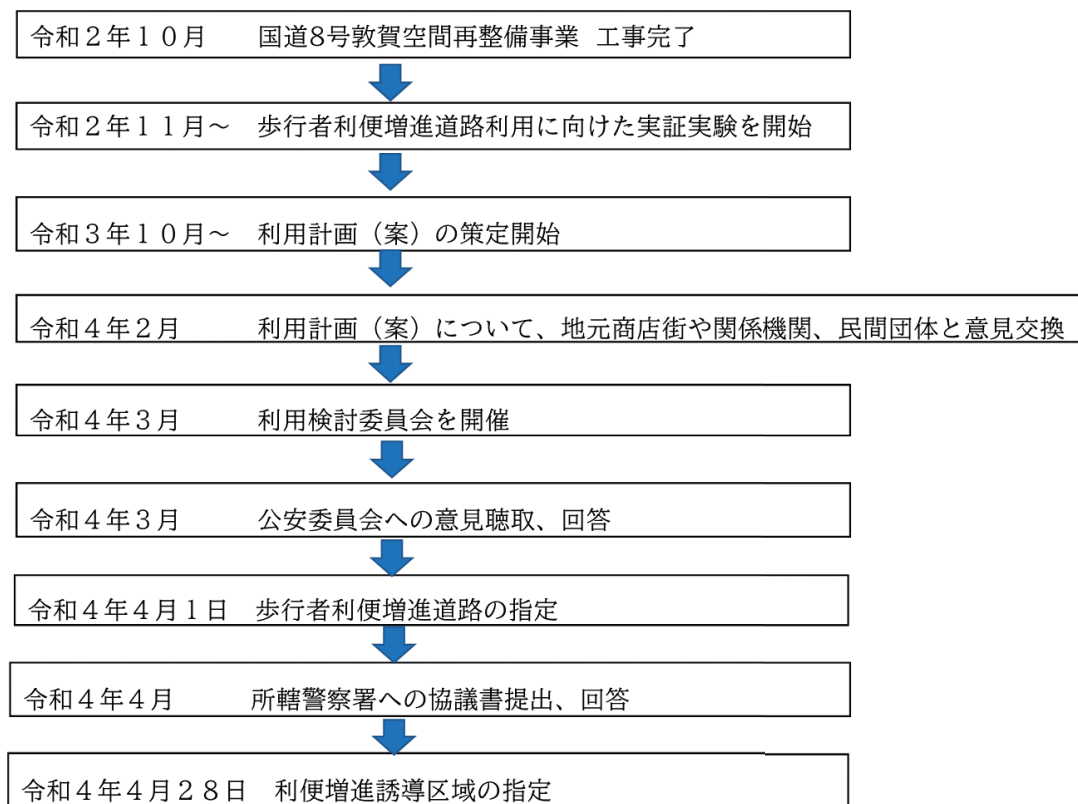 令和２年１０月　　国道8号敦賀空間再整備事業 工事完了
令和２年１１月～　歩行者利便増進道路利用に向けた実証実験を開始
令和３年１０月～　利用計画（案）の策定開始
令和４年２月　　　利用計画（案）について、地元商店街や関係機関、民間団体と意見交換
令和４年３月　　　利用検討委員会を開催
令和４年３月　　　公安委員会への意見聴取、回答
令和４年４月１日　歩行者利便増進道路の指定
令和４年４月　　　所轄警察署への協議書提出、回答
令和４年４月２８日　利便増進誘導区域の指定